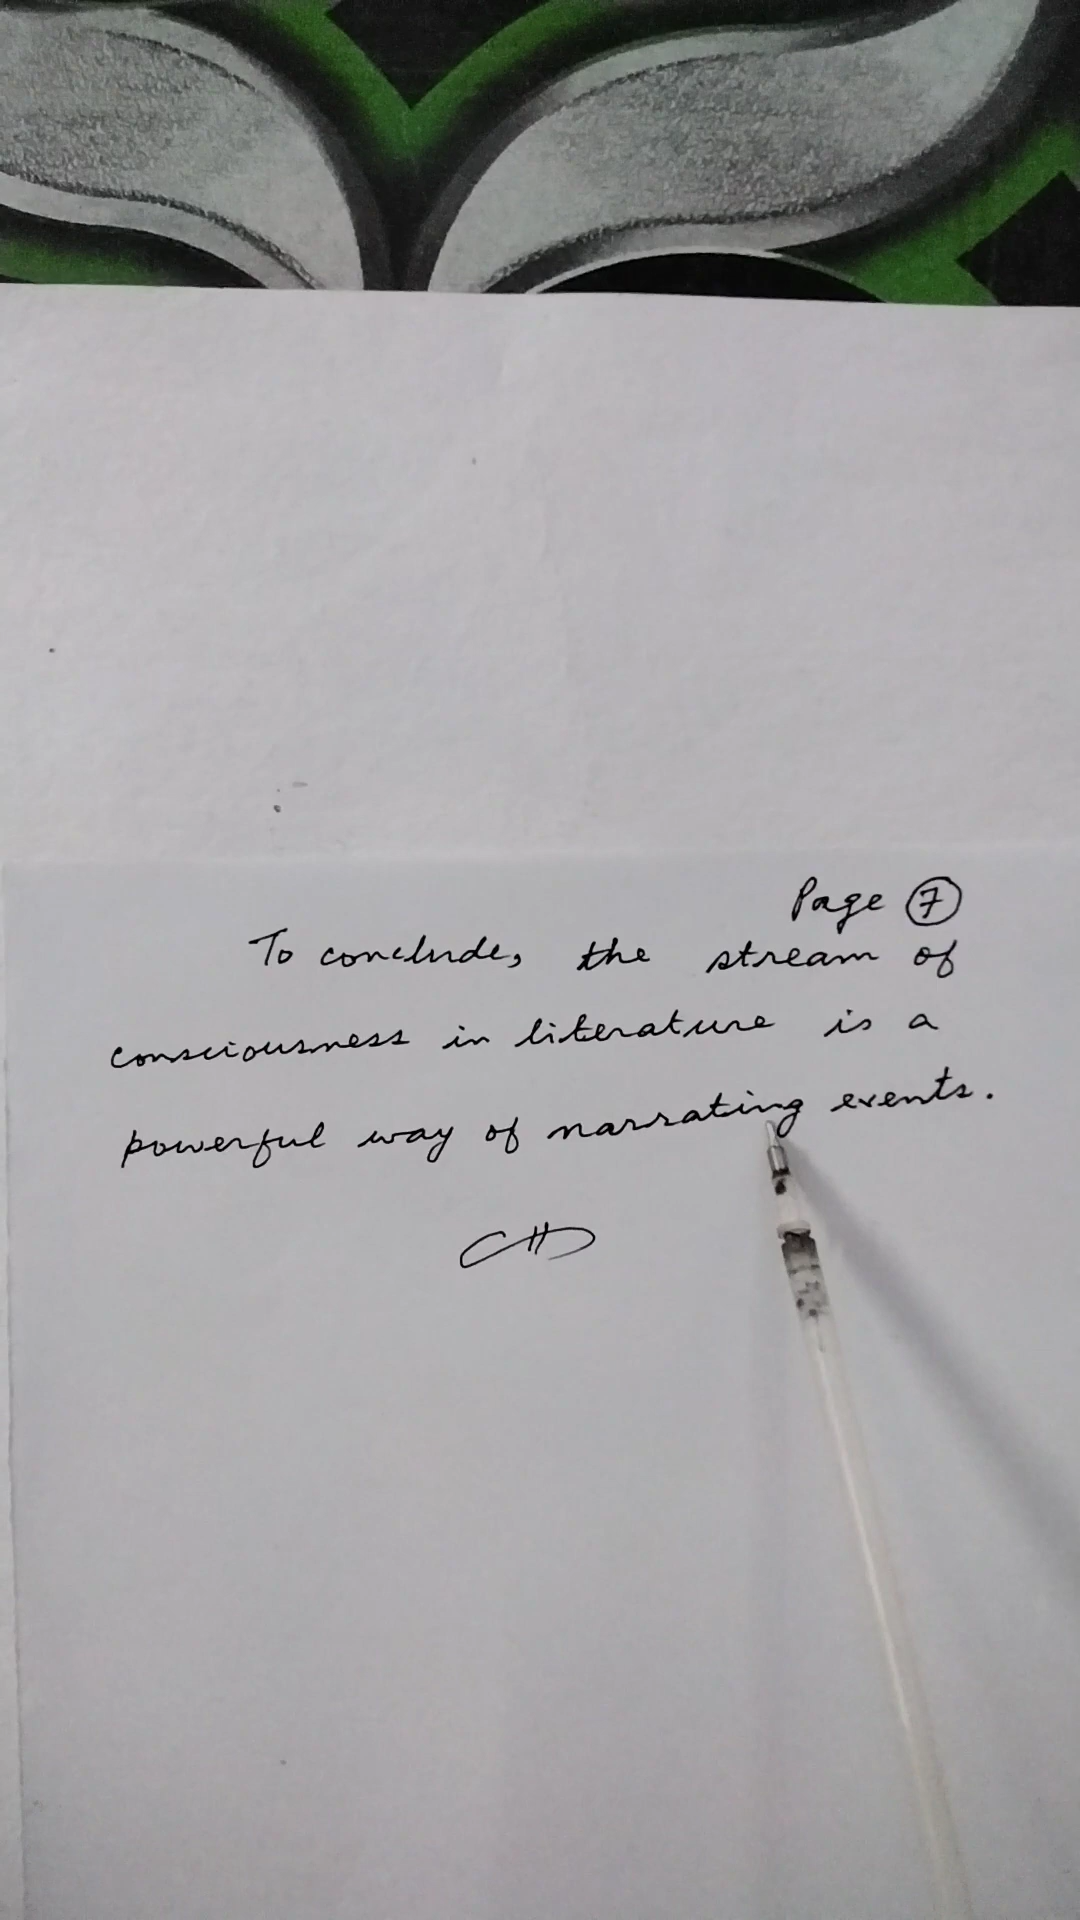 Page 7
To conclude, the stream of
consciousness in literature is a
powerful way of narrating events.